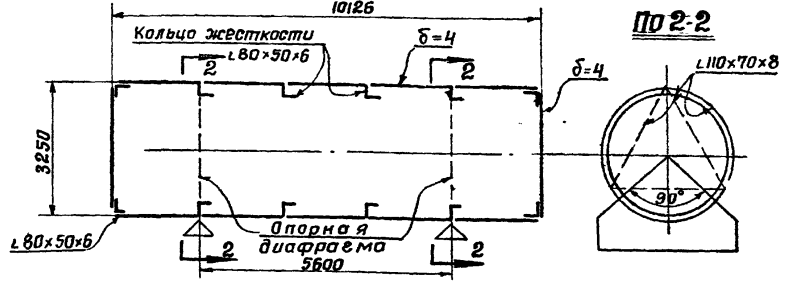 10126
Кольцо жесткости
∟80×50×6
δ=4
По 2-2
2
2
δ=4
∟110×70×8
3250
90°
∟80×50×6
Опорная
диафрагма
2
2
5600